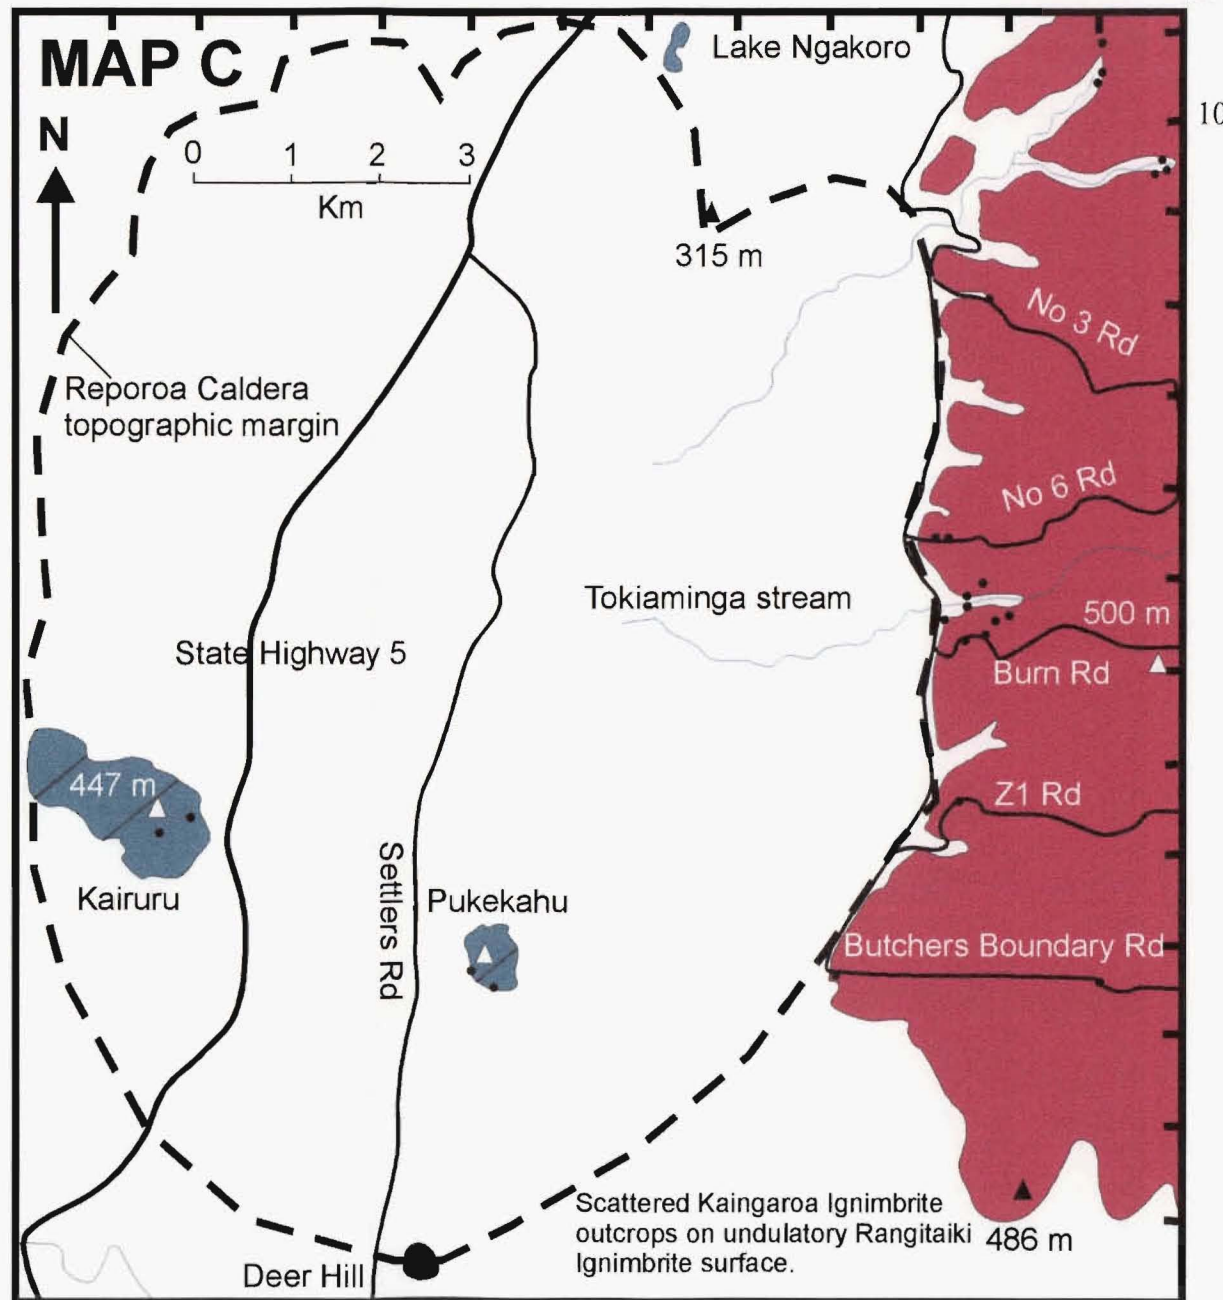 MAP C
Lake Ngakoro
10
N
0 1 2 3
Km
315 m
No 3 Rd
Reporoa Caldera
topographic margin
No 6 Rd
Tokiaminga stream
500 m
State Highway 5
Burn Rd
447 m
Z1 Rd
Kairuru
Settlers Rd
Pukekahu
Butchers Boundary Rd
Scattered Kaingaroa Ignimbrite
outcrops on undulatory Rangitaiki
Ignimbrite surface.
486 m
Deer Hill